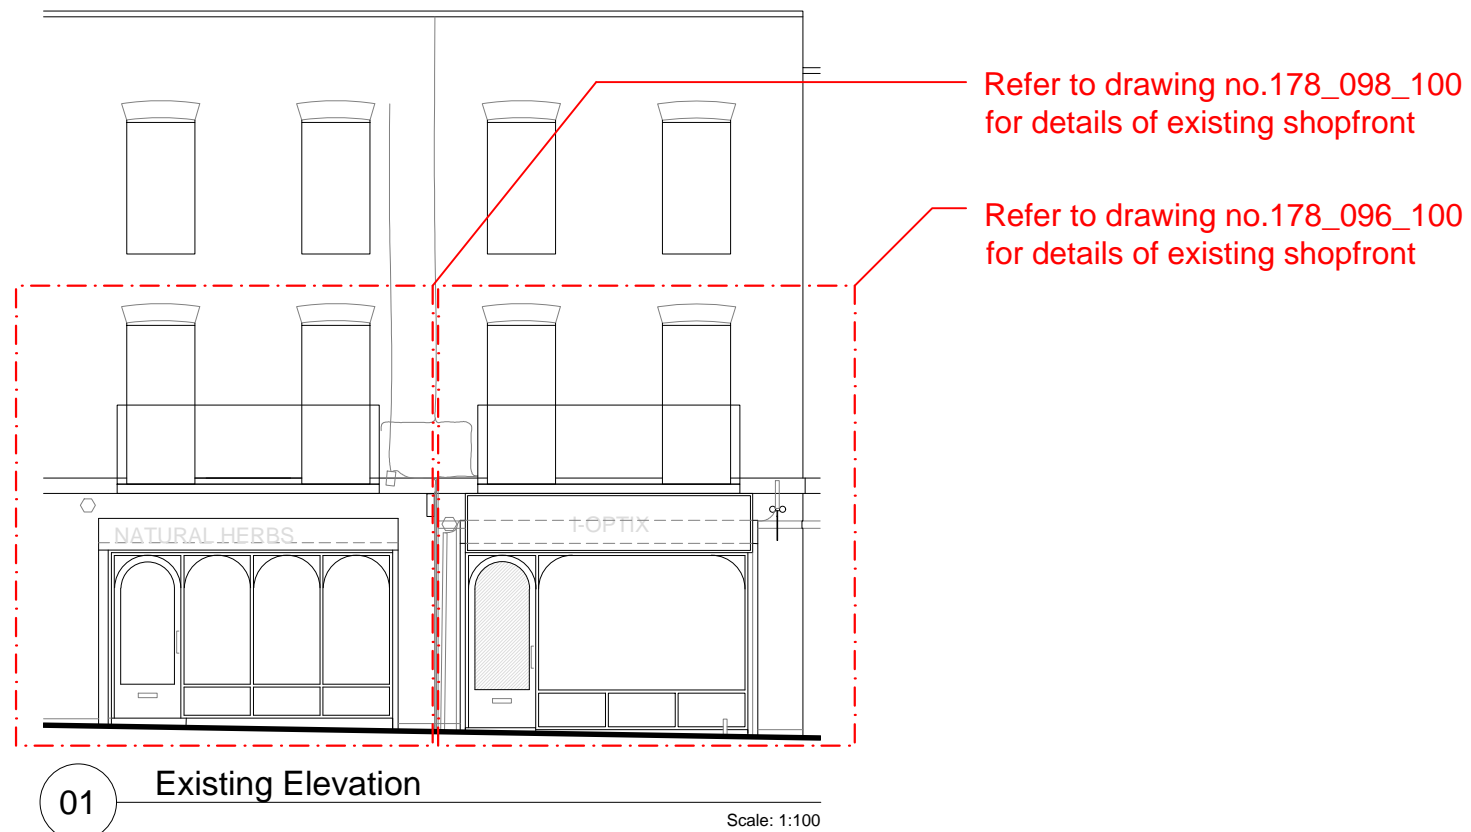 Refer to drawing no.178_098_100
for details of existing shopfront
Refer to drawing no.178_096_100
for details of existing shopfront
NATURAL HERBS
I-OPTIX
01
Existing Elevation
Scale: 1:100